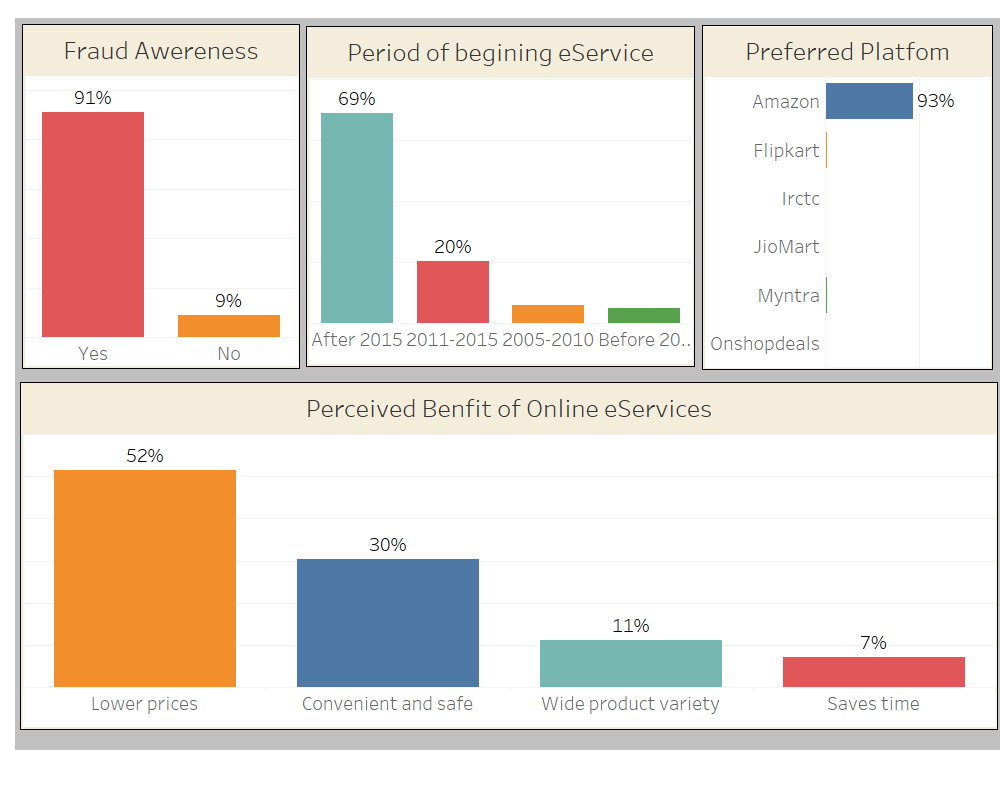 Fraud Awereness
91%
9%
Yes No
Period of begining eService
69%
20%
After 2015 2011-2015 2005-2010 Before 20..
Preferred Platfom
Amazon 93%
Flipkart
Irctc
JioMart
Myntra
Onshopdeals
Perceived Benfit of Online eServices
52%
30%
11%
7%
Lower prices Convenient and safe Wide product variety Saves time